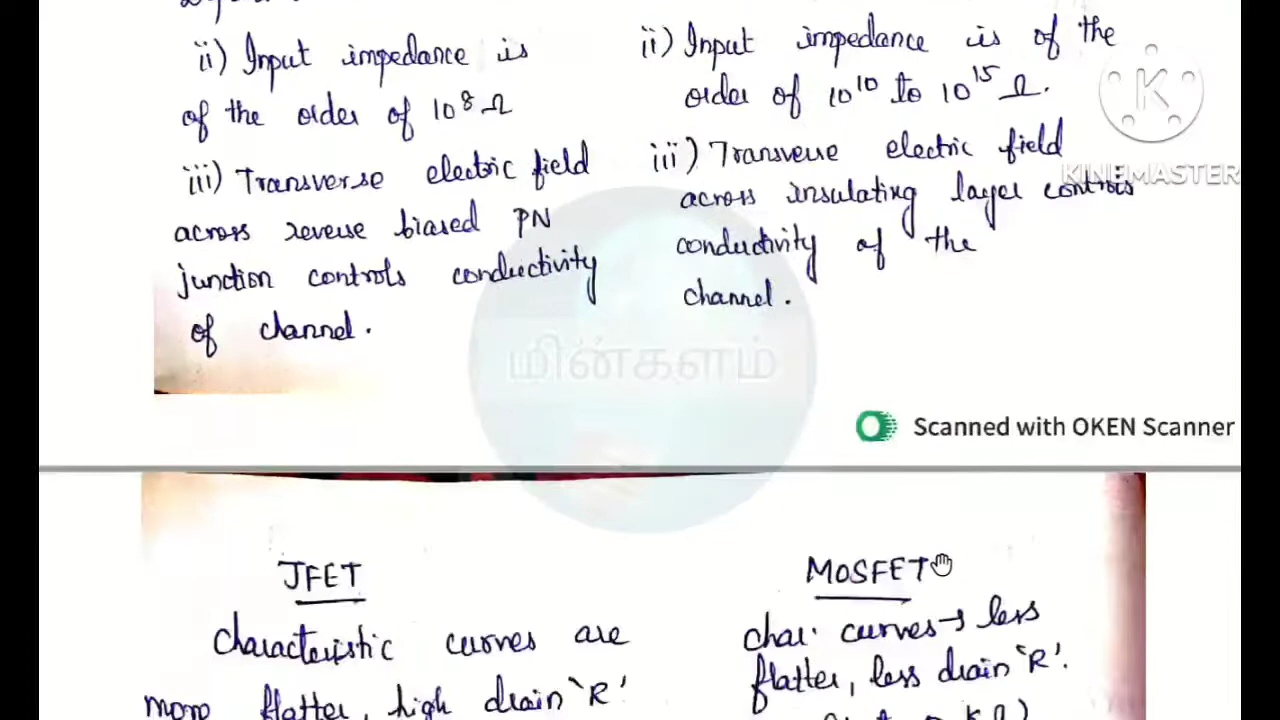 ii) Input impedance is
of the order of 10⁸ Ω
iii) Transverse electric field
across reverse biased PN
junction controls conductivity
of channel.
ii) Input impedance is of the
order of 10¹⁰ to 10¹⁵ Ω.
iii) Transverse electric field
across insulating layer controls
conductivity of the
channel.
K
KINEMASTER
மின்களம்
Scanned with OKEN Scanner
JFET
Characteristic curves are
more flatter, high drain 'R'
MOSFET
char. curves → less
flatter, less drain 'R'.